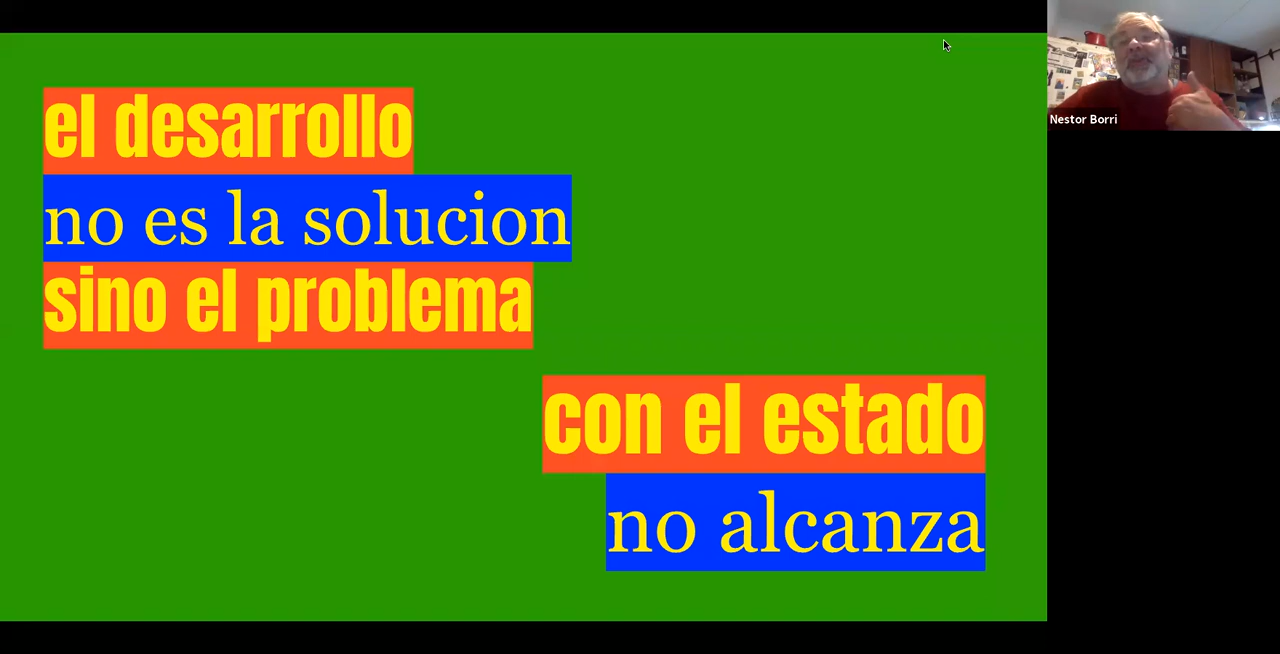 el desarrollo
no es la solucion
sino el problema
con el estado
no alcanza
Nestor Borri